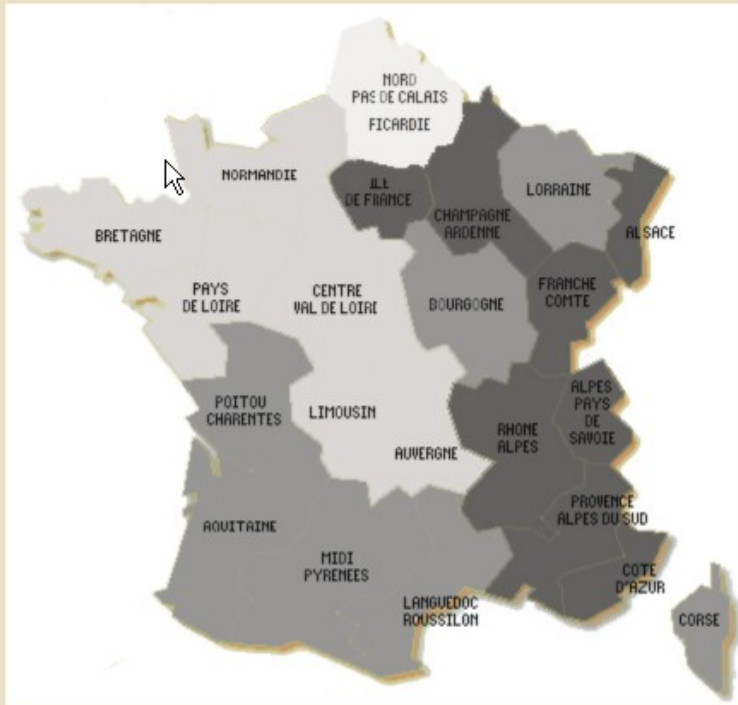 NORD
PAS DE CALAIS
FICARDIE
NORMANDIE
ILE
DE FRANCE
LORRAINE
CHAMPAGNE
ARDENNE
ALSACE
BRETAGNE
PAYS
DE LOIRE
CENTRE
VAL DE LOIRE
BOURGOGNE
FRANCHE
COMTE
POITOU
CHARENTES
LIMOUSIN
AUVERGNE
RHONE
ALPES
ALPES
PAYS
DE
SAVOIE
AQUITAINE
MIDI
PYRENEES
PROVENCE
ALPES DU SUD
COTE
D'AZUR
LANGUEDOC
ROUSSILON
CORSE